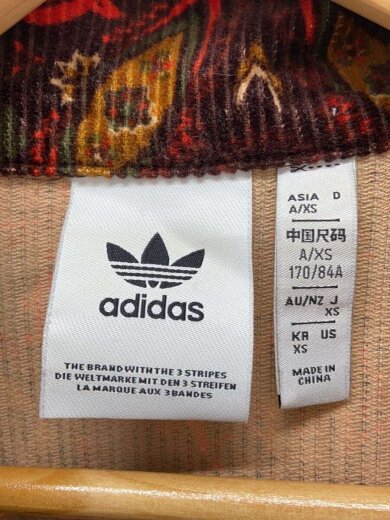 adidas
THE BRAND WITH THE 3 STRIPES
DIE WELTMARKE MIT DEN 3 STREIFEN
LA MARQUE AUX 3 BANDES
ASIA D
A/XS
中国尺码
A/XS
170/84A
AU/NZ J
XS
KR US
XS
MADE IN
CHINA